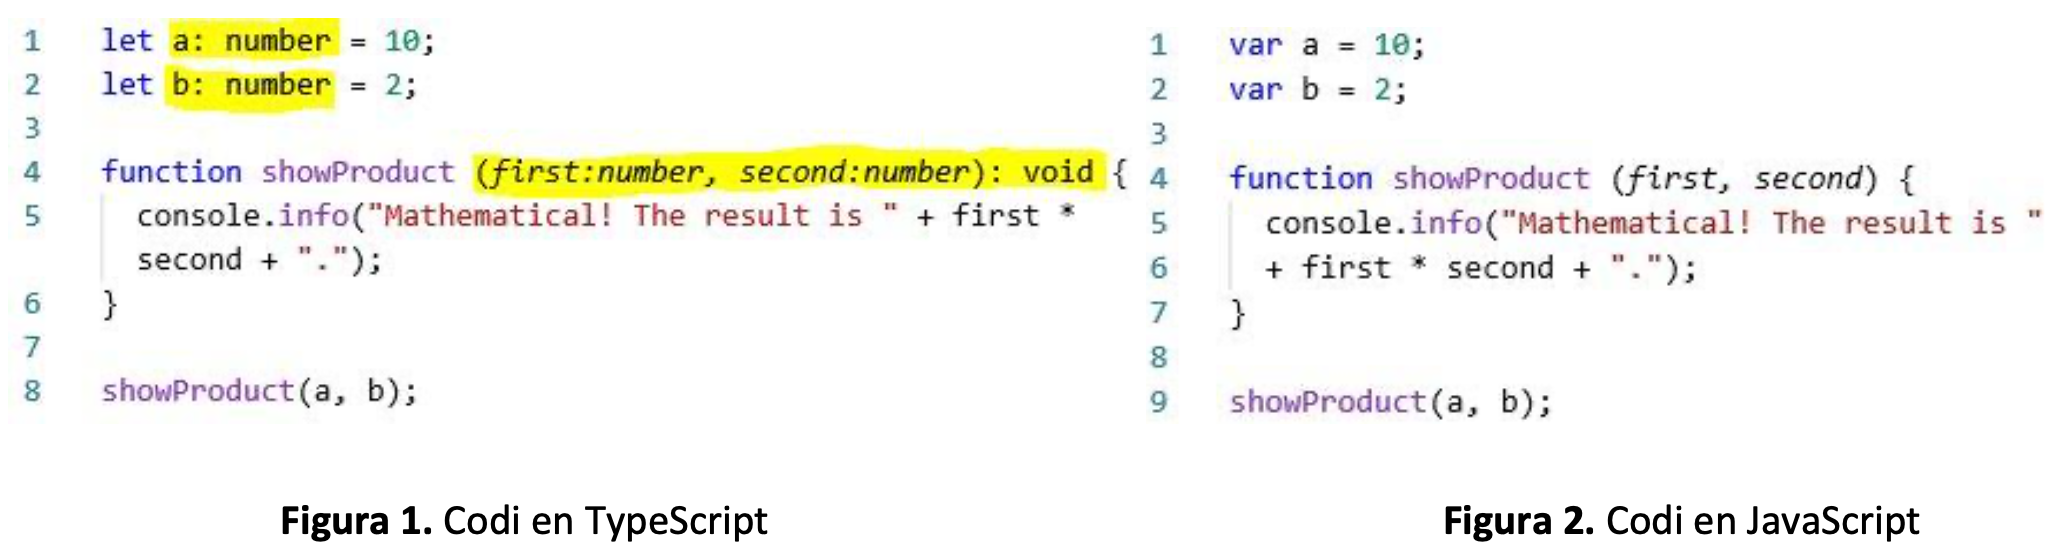 1 let a: number = 10;
2 let b: number = 2;
3
4 function showProduct (first:number, second:number): void {
5 console.info("Mathematical! The result is " + first *
second + ".");
6 }
7
8 showProduct(a, b);
Figura 1. Codi en TypeScript
1 var a = 10;
2 var b = 2;
3
4 function showProduct (first, second) {
5 console.info("Mathematical! The result is "
6 + first * second + ".");
7 }
8
9 showProduct(a, b);
Figura 2. Codi en JavaScript